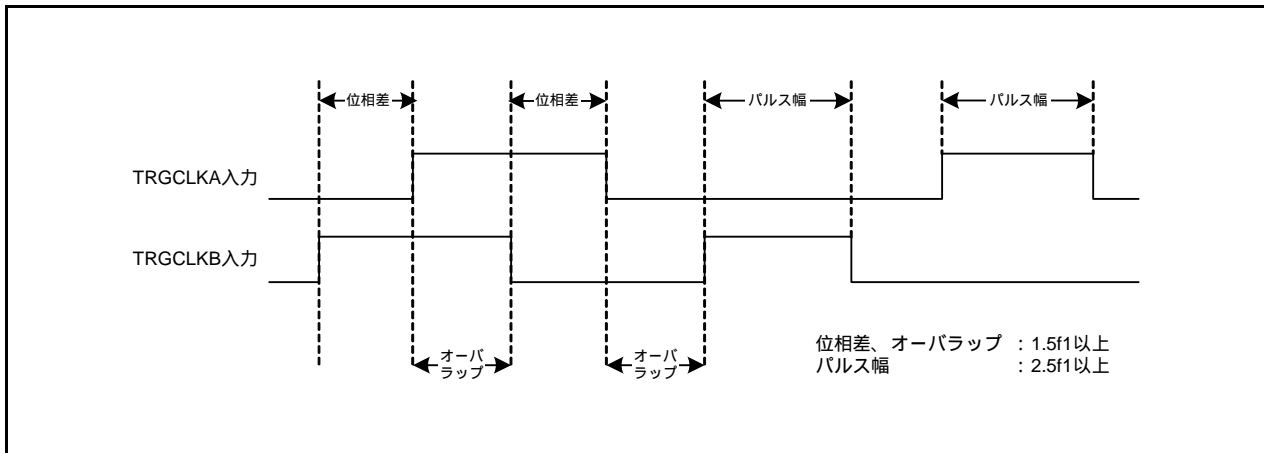 位相差 位相差 パルス幅 パルス幅
TRGCLKA入力
TRGCLKB入力
オーバ
ラップ
オーバ
ラップ
位相差、オーバラップ : 1.5f1以上
パルス幅 : 2.5f1以上